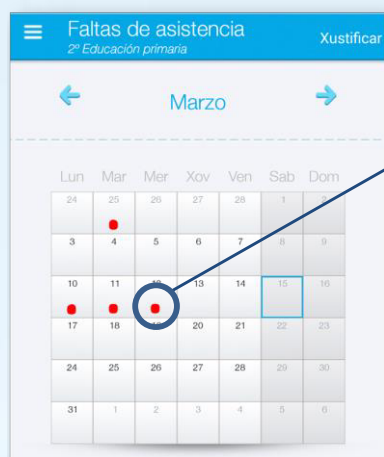 Faltas de asistencia
2º Educación primaria
Xustificar
Marzo
Lun Mar Mer Xov Ven Sab Dom
24 25 26 27 28 1
3 4 5 6 7 8 9
10 11 12 13 14 15 16
17 18 19 20 21 22 23
24 25 26 27 28 29 30
31 1 2 3 4 5 6